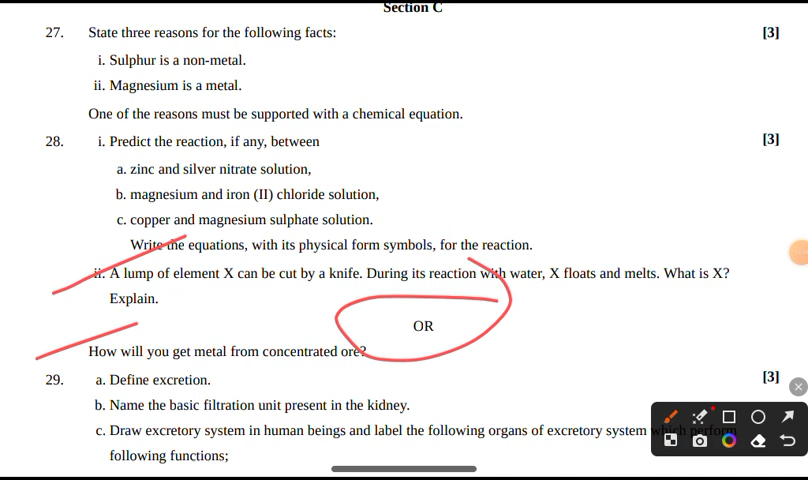 Section C
27. State three reasons for the following facts: [3]
i. Sulphur is a non-metal.
ii. Magnesium is a metal.
One of the reasons must be supported with a chemical equation.
28. i. Predict the reaction, if any, between [3]
a. zinc and silver nitrate solution,
b. magnesium and iron (II) chloride solution,
c. copper and magnesium sulphate solution.
Write the equations, with its physical form symbols, for the reaction.
ii. A lump of element X can be cut by a knife. During its reaction with water, X floats and melts. What is X?
Explain.
OR
How will you get metal from concentrated ore?
29. a. Define excretion. [3]
b. Name the basic filtration unit present in the kidney.
c. Draw excretory system in human beings and label the following organs of excretory system which perform
following functions;